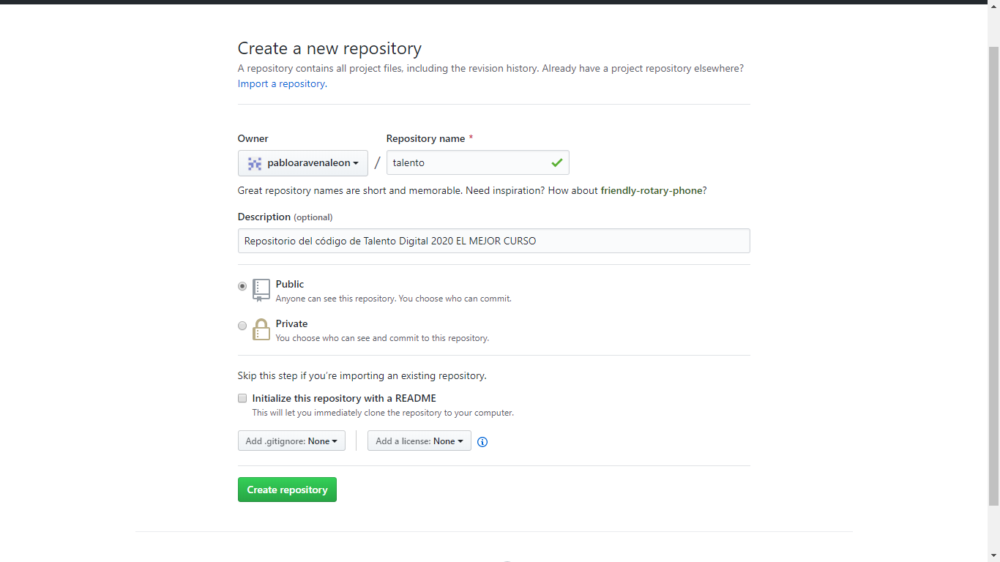 Create a new repository
A repository contains all project files, including the revision history. Already have a project repository elsewhere?
Import a repository.
Owner
Repository name *
pabloaravenaleon
/
talento
Great repository names are short and memorable. Need inspiration? How about friendly-rotary-phone?
Description (optional)
Repositorio del código de Talento Digital 2020 EL MEJOR CURSO
Public
Anyone can see this repository. You choose who can commit.
Private
You choose who can see and commit to this repository.
Skip this step if you’re importing an existing repository.
Initialize this repository with a README
This will let you immediately clone the repository to your computer.
Add .gitignore: None
Add a license: None
Create repository